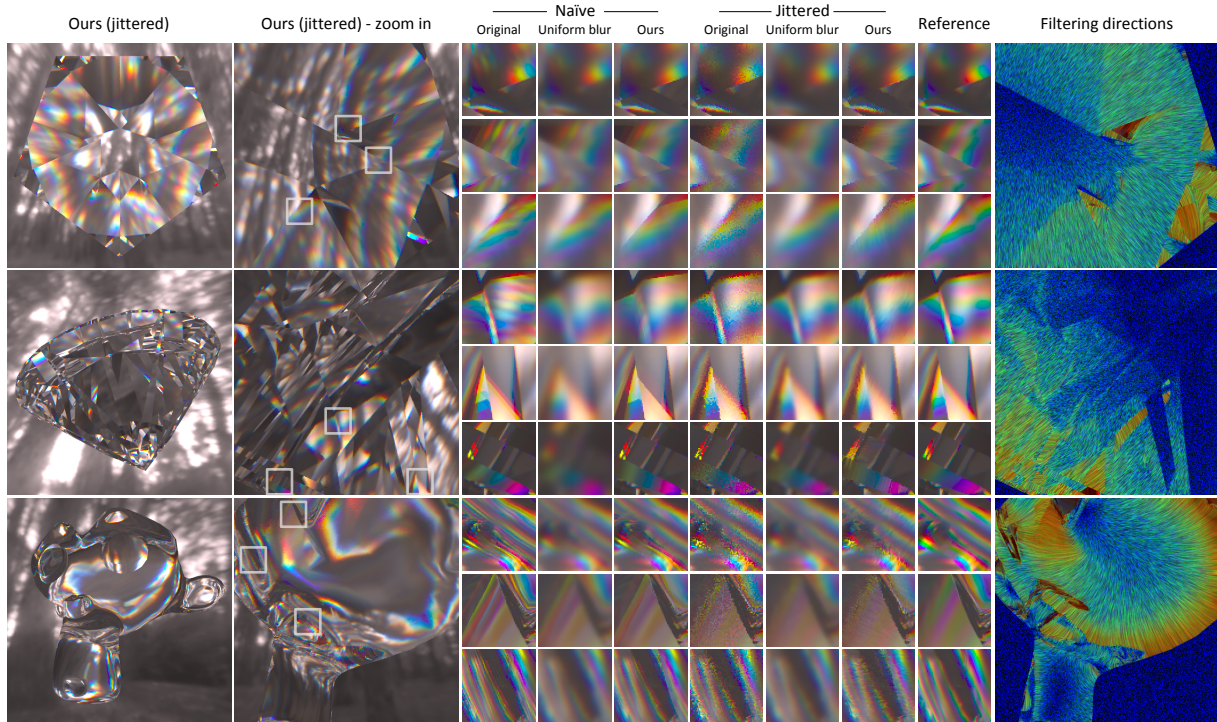 Ours (jittered)
Ours (jittered) - zoom in
Naïve
Jittered
Original
Uniform blur
Ours
Original
Uniform blur
Ours
Reference
Filtering directions